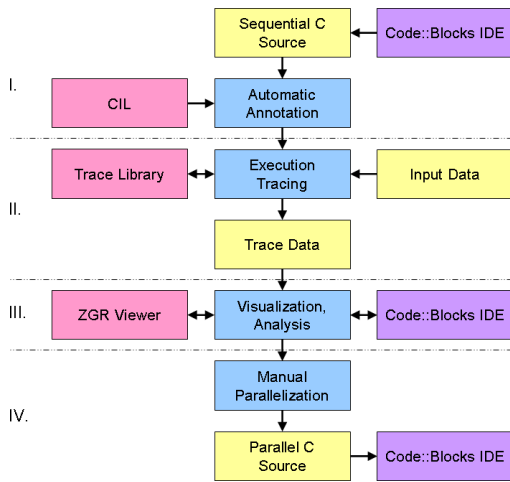 Sequential C
Source
Code::Blocks IDE
I.
CIL
Automatic
Annotation
Trace Library
Execution
Tracing
Input Data
II.
Trace Data
III.
ZGR Viewer
Visualization,
Analysis
Code::Blocks IDE
Manual
Parallelization
IV.
Parallel C
Source
Code::Blocks IDE